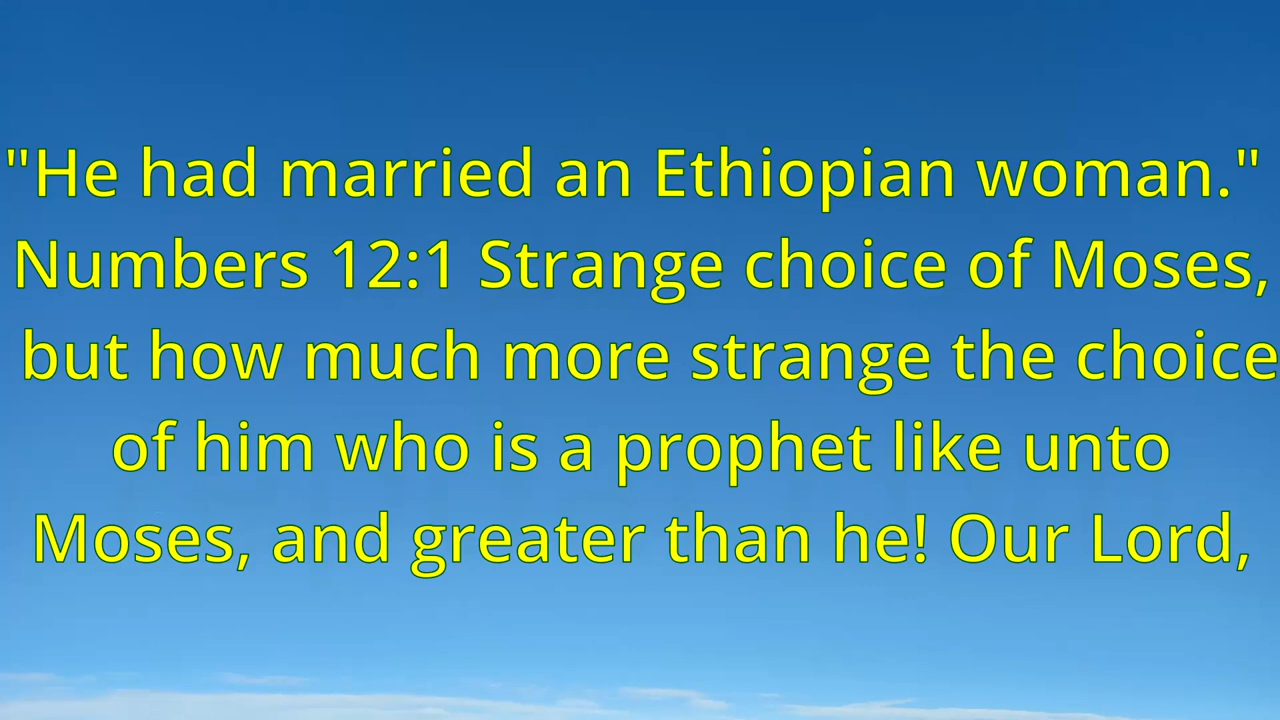 "He had married an Ethiopian woman."
Numbers 12:1 Strange choice of Moses,
but how much more strange the choice
of him who is a prophet like unto
Moses, and greater than he! Our Lord,